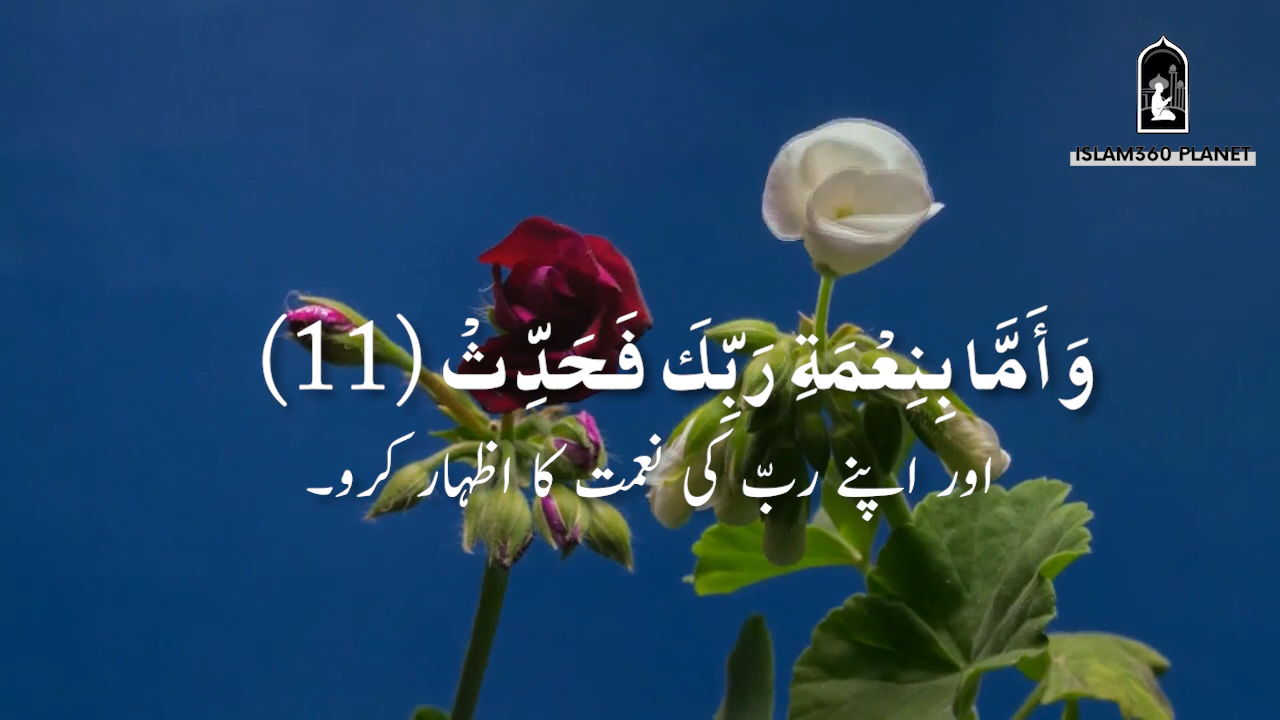 ISLAM360 PLANET
وَأَمَّا بِنِعْمَةِ رَبِّكَ فَحَدِّثْ (11)
اور اپنے ربّ کی نعمت کا اظہار کرو۔